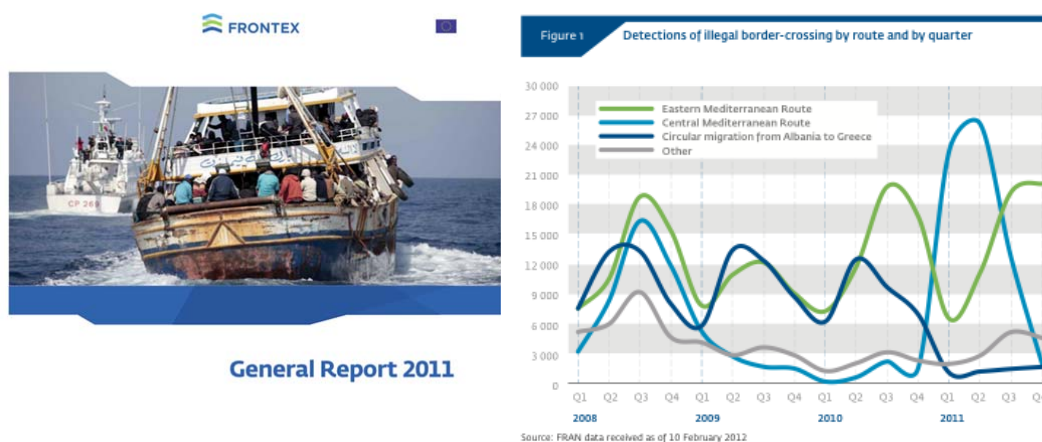 FRONTEX
CP 269
General Report 2011
Figure 1
Detections of illegal border-crossing by route and by quarter
30 000
27 000
24 000
21 000
18 000
15 000
12 000
9 000
6 000
3 000
0
Eastern Mediterranean Route
Central Mediterranean Route
Circular migration from Albania to Greece
Other
Q1 Q2 Q3 Q4 Q1 Q2 Q3 Q4 Q1 Q2 Q3 Q4 Q1 Q2 Q3
2008 2009 2010 2011
Source: FRAN data received as of 10 February 2012